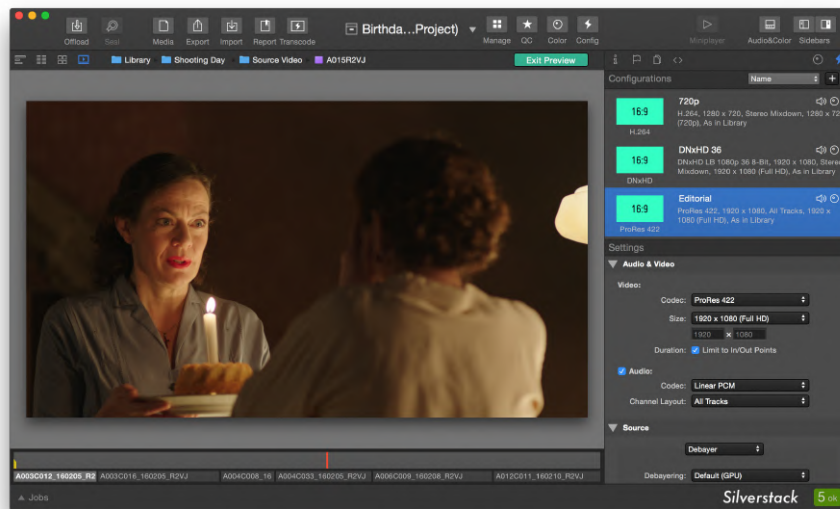 Offload
Seal
Media
Export
Import
Report
Transcode
Birthda…Project)
Manage
QC
Color
Config
Miniplayer
Audio&Color
Sidebars
Library
Shooting Day
Source Video
A015R2VJ
Exit Preview
Configurations
Name
16:9
H.264
720p
H.264, 1280 x 720, Stereo Mixdown, 1280 x 72
(720p), As in Library
16:9
DNxHD
DNxHD 36
DNxHD LB 1080p 36 8-Bit, 1920 x 1080, Stereo
Mixdown, 1920 x 1080 (Full HD), As in Library
16:9
ProRes 422
Editorial
ProRes 422, 1920 x 1080, All Tracks, 1920 x
1080 (Full HD), As in Library
Settings
Audio & Video
Video:
Codec: ProRes 422
Size: 1920 x 1080 (Full HD)
1920 x 1080
Duration: Limit to In/Out Points
Audio:
Codec: Linear PCM
Channel Layout: All Tracks
Source
Debayer
Debayering: Default (GPU)
A003C012_160205_R2
A003C016_160205_R2VJ
A004C008_16
A004C033_160205_R2VJ
A006C009_160208_R2VJ
A012C011_160210_R2VJ
Jobs
Silverstack
5 ok